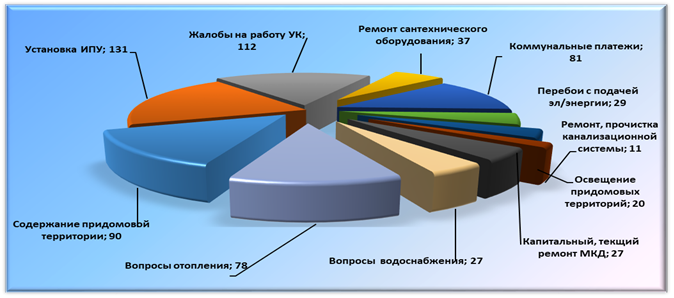 Жалобы на работу УК;
112
Ремонт сантехнического
оборудования; 37
Установка ИПУ; 131
Коммунальные платежи;
81
Перебои с подачей
эл/энергии; 29
Ремонт, прочистка
канализационной
системы; 11
Освещение
придомовых
территорий; 20
Содержание придомовой
территории; 90
Капитальный, текщий
ремонт МКД; 27
Вопросы отопления; 78
Вопросы водоснабжения; 27